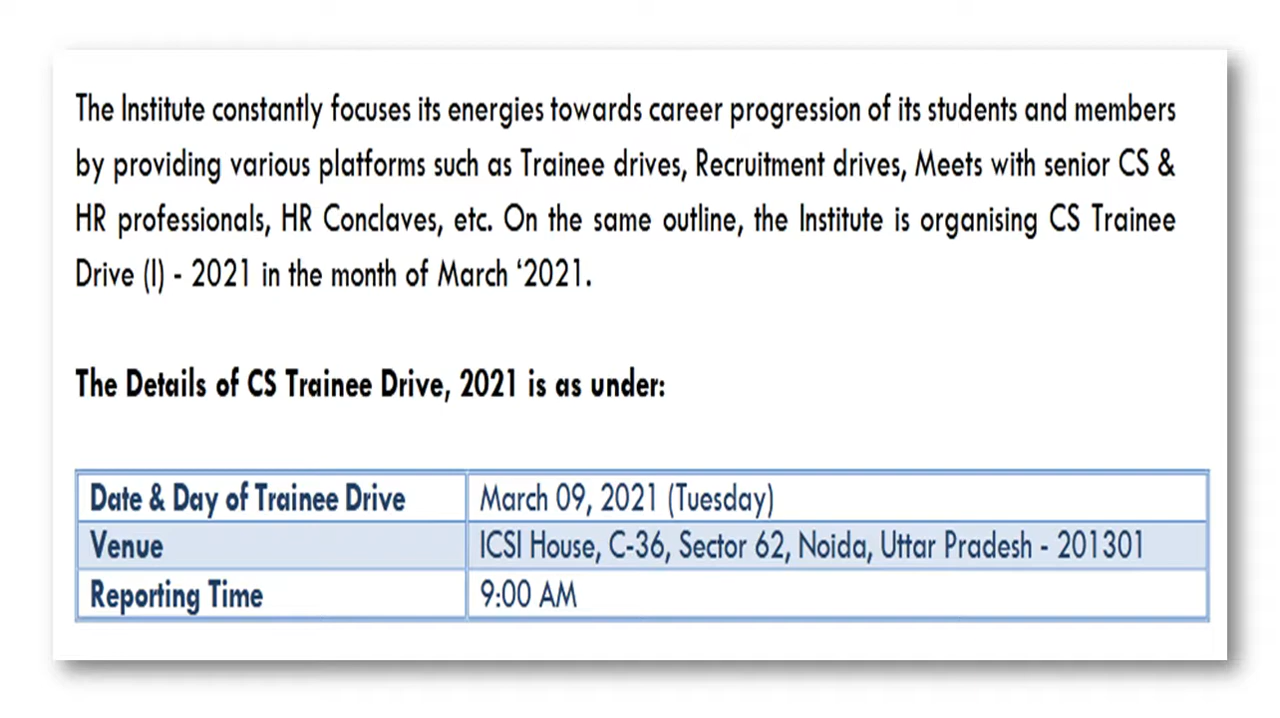 The Institute constantly focuses its energies towards career progression of its students and members
by providing various platforms such as Trainee drives, Recruitment drives, Meets with senior CS &
HR professionals, HR Conclaves, etc. On the same outline, the Institute is organising CS Trainee
Drive (I) - 2021 in the month of March ‘2021.
The Details of CS Trainee Drive, 2021 is as under:
Date & Day of Trainee Drive March 09, 2021 (Tuesday)
Venue ICSI House, C-36, Sector 62, Noida, Uttar Pradesh - 201301
Reporting Time 9:00 AM